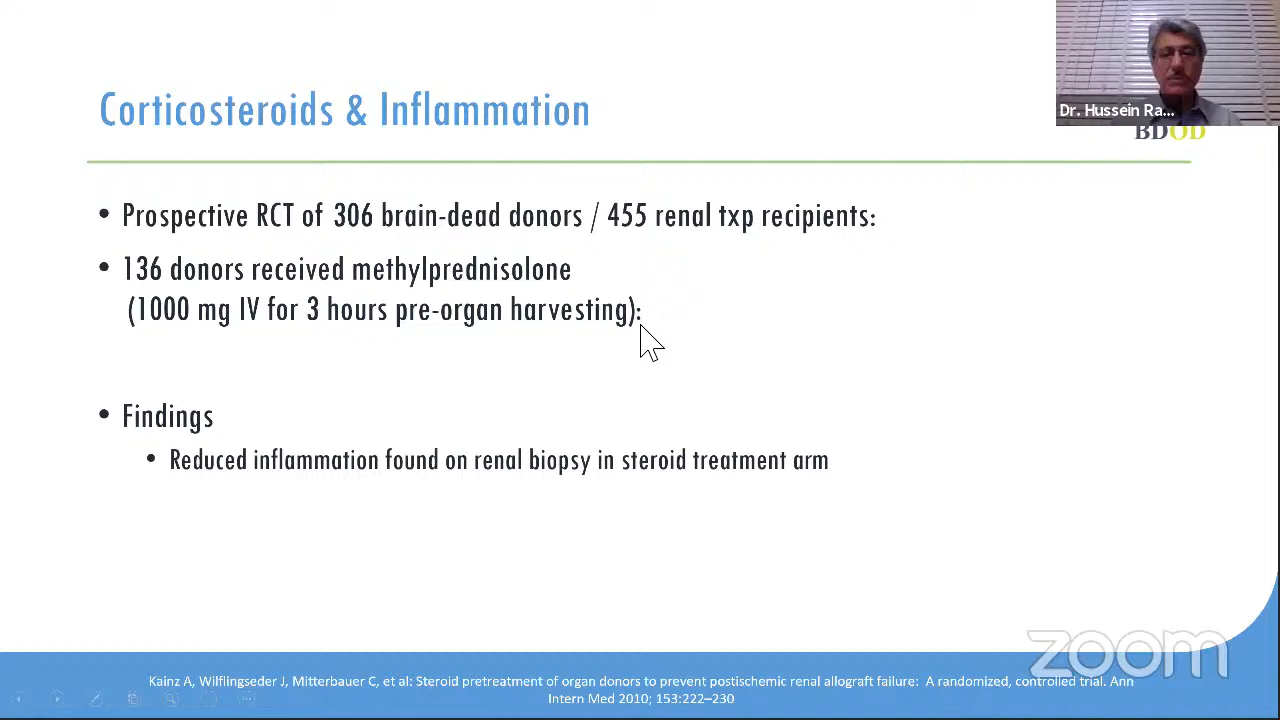 Dr. Hussein Ra...
BDOD
Corticosteroids & Inflammation
• Prospective RCT of 306 brain-dead donors / 455 renal txp recipients:
• 136 donors received methylprednisolone
(1000 mg IV for 3 hours pre-organ harvesting):
• Findings
• Reduced inflammation found on renal biopsy in steroid treatment arm
zoom
Kainz A, Wilflingseder J, Mitterbauer C, et al: Steroid pretreatment of organ donors to prevent postischemic renal allograft failure: A randomized, controlled trial. Ann
Intern Med 2010; 153:222–230